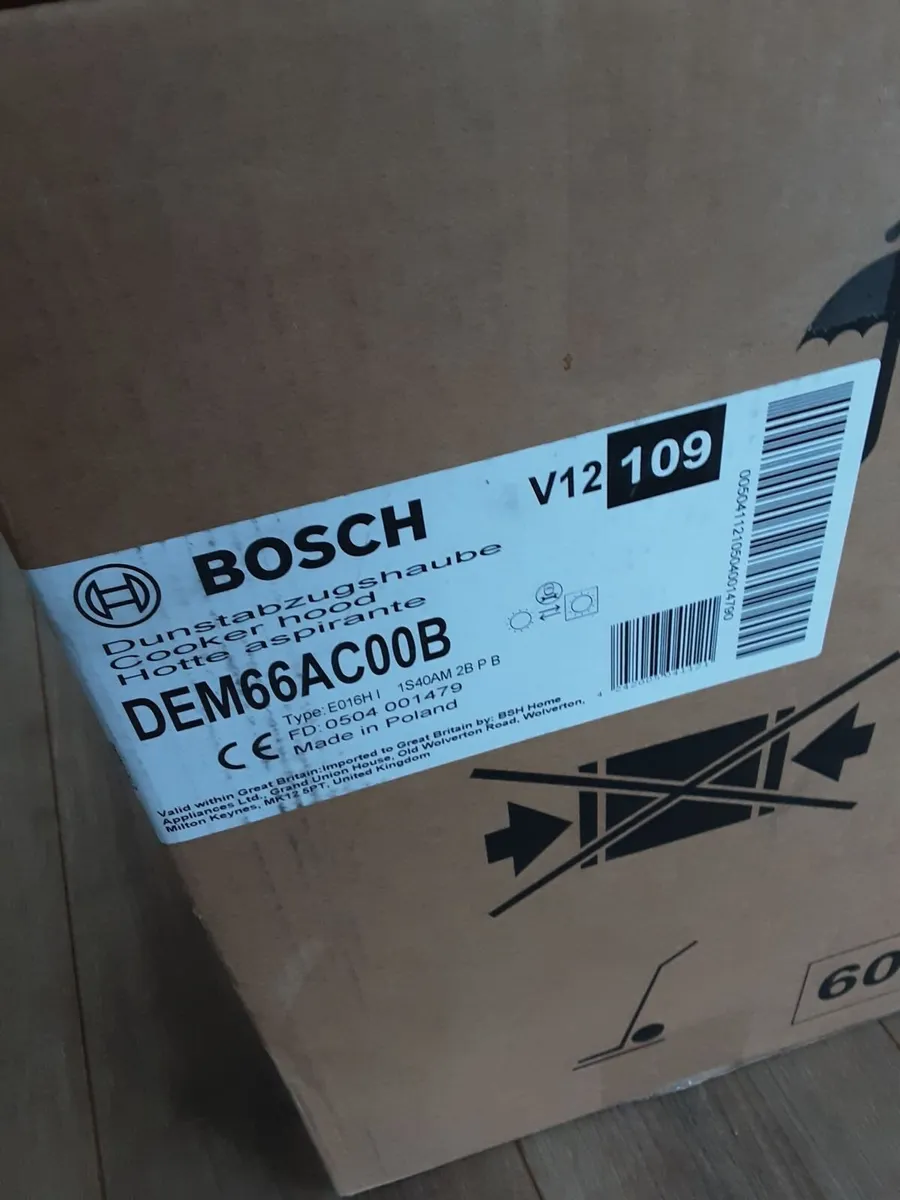 V12 109
BOSCH
Dunstabzugshaube
Cooker hood
Hotte aspirante
DEM66AC00B
Type: E016H I 1S40AM 2B P B
FD: 0504 001479
Made in Poland
CE
Valid within Great Britain:imported to Great Britain by: BSH Home
Appliances Ltd., Grand Union House, Old Wolverton Road, Wolverton,
Milton Keynes, MK12 5PT, United Kingdom
60